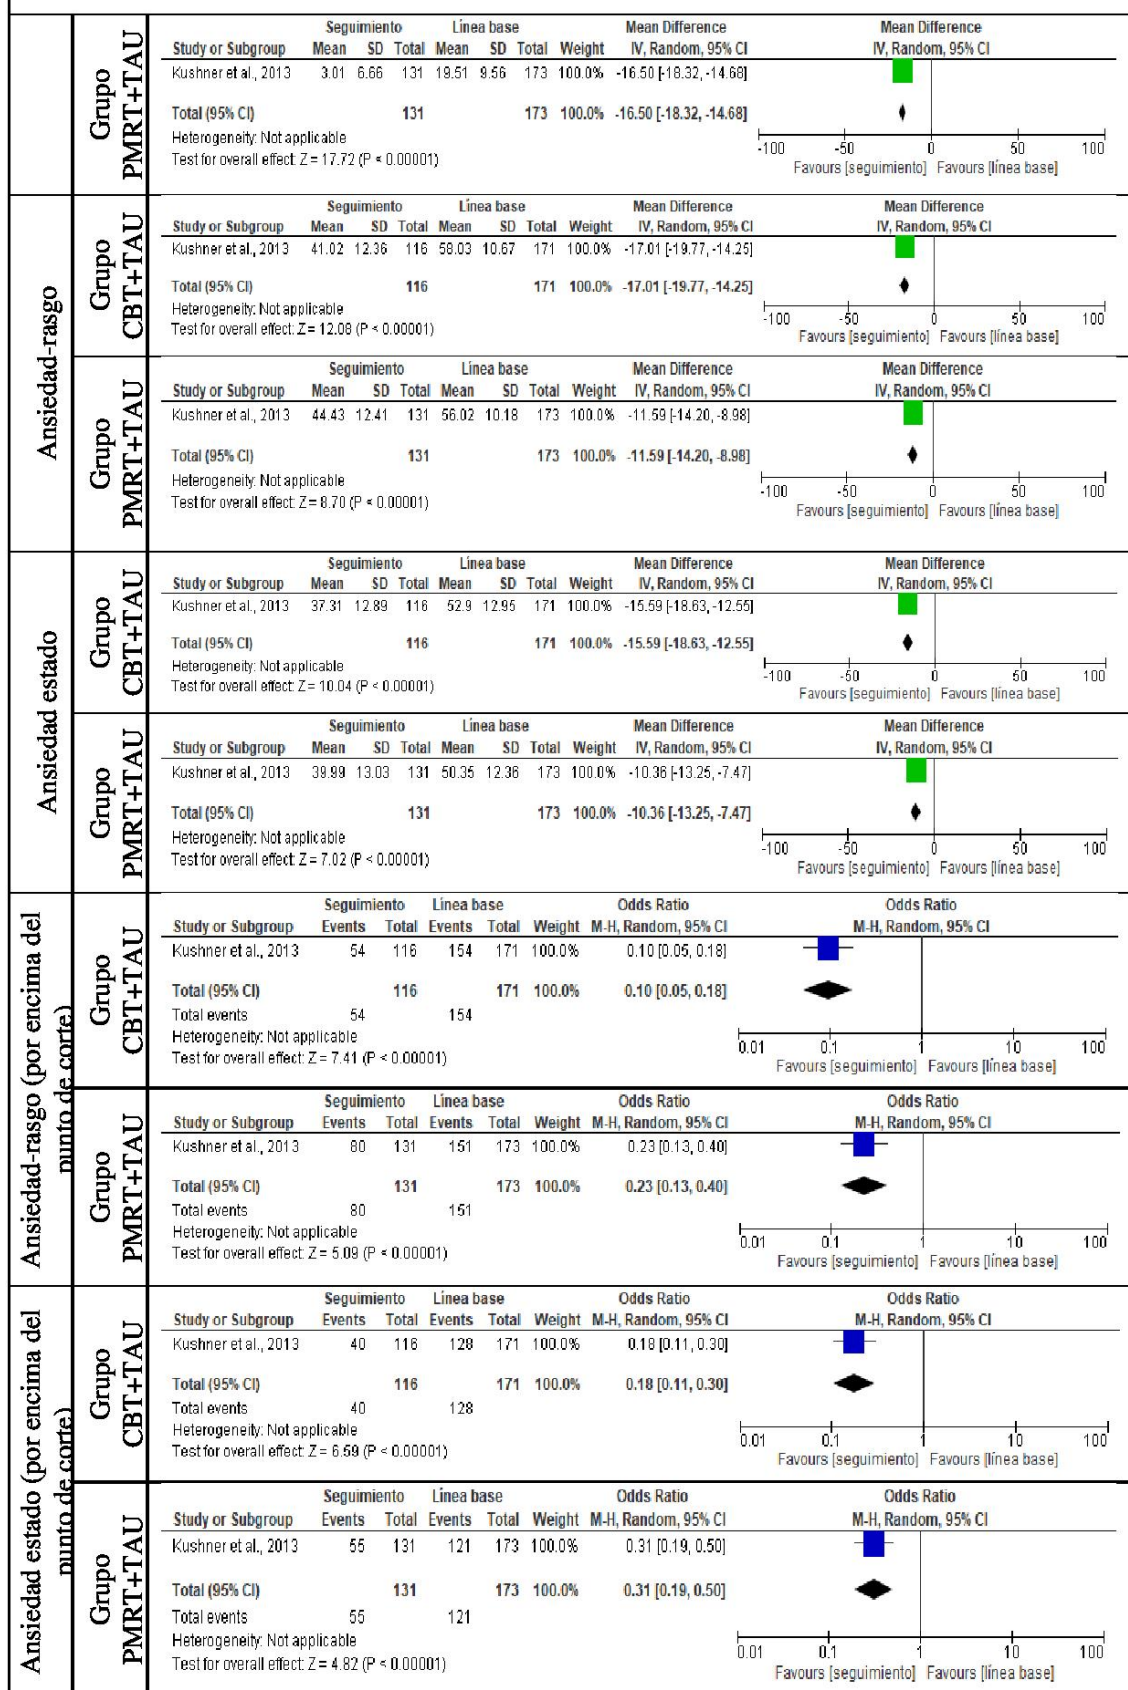 Grupo
PMRT+TAU
Seguimiento Línea base Mean Difference Mean Difference
Study or Subgroup Mean SD Total Mean SD Total Weight IV, Random, 95% CI IV, Random, 95% CI
Kushner et al., 2013 3.01 6.66 131 19.51 9.56 173 100.0% -16.50 [-18.32, -14.68]
Total (95% CI) 131 173 100.0% -16.50 [-18.32, -14.68]
Heterogeneity: Not applicable
Test for overall effect: Z = 17.72 (P < 0.00001)
-100 -50 0 50 100
Favours [seguimiento] Favours [línea base]
Ansiedad-rasgo
Grupo
CBT+TAU
Seguimiento Línea base Mean Difference Mean Difference
Study or Subgroup Mean SD Total Mean SD Total Weight IV, Random, 95% CI IV, Random, 95% CI
Kushner et al., 2013 41.02 12.36 116 58.03 10.67 171 100.0% -17.01 [-19.77, -14.25]
Total (95% CI) 116 171 100.0% -17.01 [-19.77, -14.25]
Heterogeneity: Not applicable
Test for overall effect: Z = 12.08 (P < 0.00001)
-100 -50 0 50 100
Favours [seguimiento] Favours [línea base]
Grupo
PMRT+TAU
Seguimiento Línea base Mean Difference Mean Difference
Study or Subgroup Mean SD Total Mean SD Total Weight IV, Random, 95% CI IV, Random, 95% CI
Kushner et al., 2013 44.43 12.41 131 56.02 10.18 173 100.0% -11.59 [-14.20, -8.98]
Total (95% CI) 131 173 100.0% -11.59 [-14.20, -8.98]
Heterogeneity: Not applicable
Test for overall effect: Z = 8.70 (P < 0.00001)
-100 -50 0 50 100
Favours [seguimiento] Favours [línea base]
Ansiedad estado
Grupo
CBT+TAU
Seguimiento Línea base Mean Difference Mean Difference
Study or Subgroup Mean SD Total Mean SD Total Weight IV, Random, 95% CI IV, Random, 95% CI
Kushner et al., 2013 37.31 12.89 116 52.9 12.95 171 100.0% -15.59 [-18.63, -12.55]
Total (95% CI) 116 171 100.0% -15.59 [-18.63, -12.55]
Heterogeneity: Not applicable
Test for overall effect: Z = 10.04 (P < 0.00001)
-100 -50 0 50 100
Favours [seguimiento] Favours [línea base]
Grupo
PMRT+TAU
Seguimiento Línea base Mean Difference Mean Difference
Study or Subgroup Mean SD Total Mean SD Total Weight IV, Random, 95% CI IV, Random, 95% CI
Kushner et al., 2013 39.99 13.03 131 50.35 12.36 173 100.0% -10.36 [-13.25, -7.47]
Total (95% CI) 131 173 100.0% -10.36 [-13.25, -7.47]
Heterogeneity: Not applicable
Test for overall effect: Z = 7.02 (P < 0.00001)
-100 -50 0 50 100
Favours [seguimiento] Favours [línea base]
Ansiedad-rasgo (por encima del
punto de corte)
Grupo
CBT+TAU
Seguimiento Línea base Odds Ratio Odds Ratio
Study or Subgroup Events Total Events Total Weight M-H, Random, 95% CI M-H, Random, 95% CI
Kushner et al., 2013 54 116 154 171 100.0% 0.10 [0.05, 0.18]
Total (95% CI) 116 171 100.0% 0.10 [0.05, 0.18]
Total events 54 154
Heterogeneity: Not applicable
Test for overall effect: Z = 7.41 (P < 0.00001)
0.01 0.1 1 10 100
Favours [seguimiento] Favours [línea base]
Grupo
PMRT+TAU
Seguimiento Línea base Odds Ratio Odds Ratio
Study or Subgroup Events Total Events Total Weight M-H, Random, 95% CI M-H, Random, 95% CI
Kushner et al., 2013 80 131 151 173 100.0% 0.23 [0.13, 0.40]
Total (95% CI) 131 173 100.0% 0.23 [0.13, 0.40]
Total events 80 151
Heterogeneity: Not applicable
Test for overall effect: Z = 5.09 (P < 0.00001)
0.01 0.1 1 10 100
Favours [seguimiento] Favours [línea base]
Ansiedad estado (por encima del
punto de corte)
Grupo
CBT+TAU
Seguimiento Línea base Odds Ratio Odds Ratio
Study or Subgroup Events Total Events Total Weight M-H, Random, 95% CI M-H, Random, 95% CI
Kushner et al., 2013 40 116 128 171 100.0% 0.18 [0.11, 0.30]
Total (95% CI) 116 171 100.0% 0.18 [0.11, 0.30]
Total events 40 128
Heterogeneity: Not applicable
Test for overall effect: Z = 6.59 (P < 0.00001)
0.01 0.1 1 10 100
Favours [seguimiento] Favours [línea base]
Grupo
PMRT+TAU
Seguimiento Línea base Odds Ratio Odds Ratio
Study or Subgroup Events Total Events Total Weight M-H, Random, 95% CI M-H, Random, 95% CI
Kushner et al., 2013 55 131 121 173 100.0% 0.31 [0.19, 0.50]
Total (95% CI) 131 173 100.0% 0.31 [0.19, 0.50]
Total events 55 121
Heterogeneity: Not applicable
Test for overall effect: Z = 4.82 (P < 0.00001)
0.01 0.1 1 10 100
Favours [seguimiento] Favours [línea base]